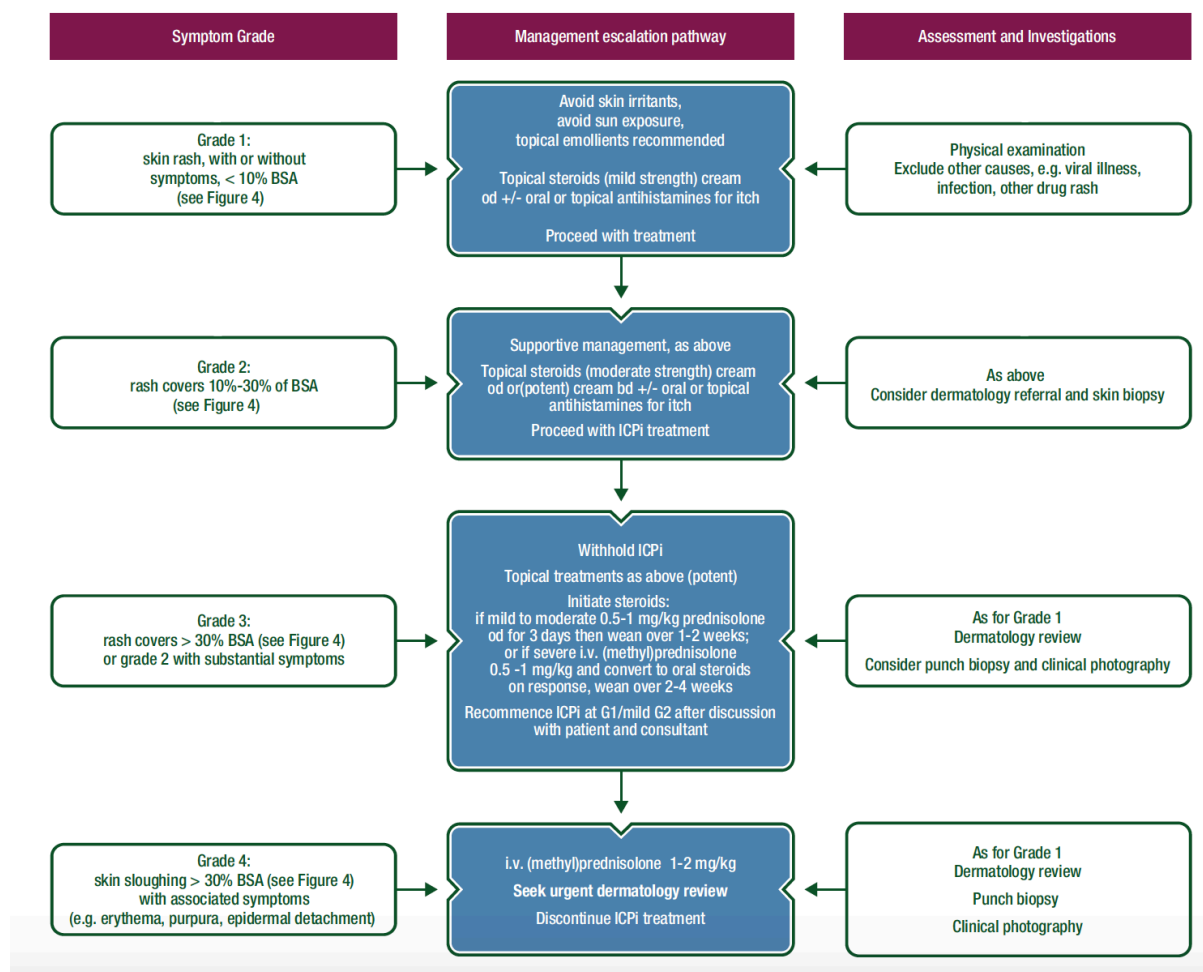 Symptom Grade
Management escalation pathway
Assessment and Investigations
Grade 1:
skin rash, with or without
symptoms, < 10% BSA
(see Figure 4)
Avoid skin irritants,
avoid sun exposure,
topical emollients recommended
Topical steroids (mild strength) cream
od +/- oral or topical antihistamines for itch
Proceed with treatment
Physical examination
Exclude other causes, e.g. viral illness,
infection, other drug rash
Grade 2:
rash covers 10%-30% of BSA
(see Figure 4)
Supportive management, as above
Topical steroids (moderate strength) cream
od or(potent) cream bd +/- oral or topical
antihistamines for itch
Proceed with ICPi treatment
As above
Consider dermatology referral and skin biopsy
Grade 3:
rash covers > 30% BSA (see Figure 4)
or grade 2 with substantial symptoms
Withhold ICPi
Topical treatments as above (potent)
Initiate steroids:
if mild to moderate 0.5-1 mg/kg prednisolone
od for 3 days then wean over 1-2 weeks;
or if severe i.v. (methyl)prednisolone
0.5 -1 mg/kg and convert to oral steroids
on response, wean over 2-4 weeks
Recommence ICPi at G1/mild G2 after discussion
with patient and consultant
As for Grade 1
Dermatology review
Consider punch biopsy and clinical photography
Grade 4:
skin sloughing > 30% BSA (see Figure 4)
with associated symptoms
(e.g. erythema, purpura, epidermal detachment)
i.v. (methyl)prednisolone 1-2 mg/kg
Seek urgent dermatology review
Discontinue ICPi treatment
As for Grade 1
Dermatology review
Punch biopsy
Clinical photography